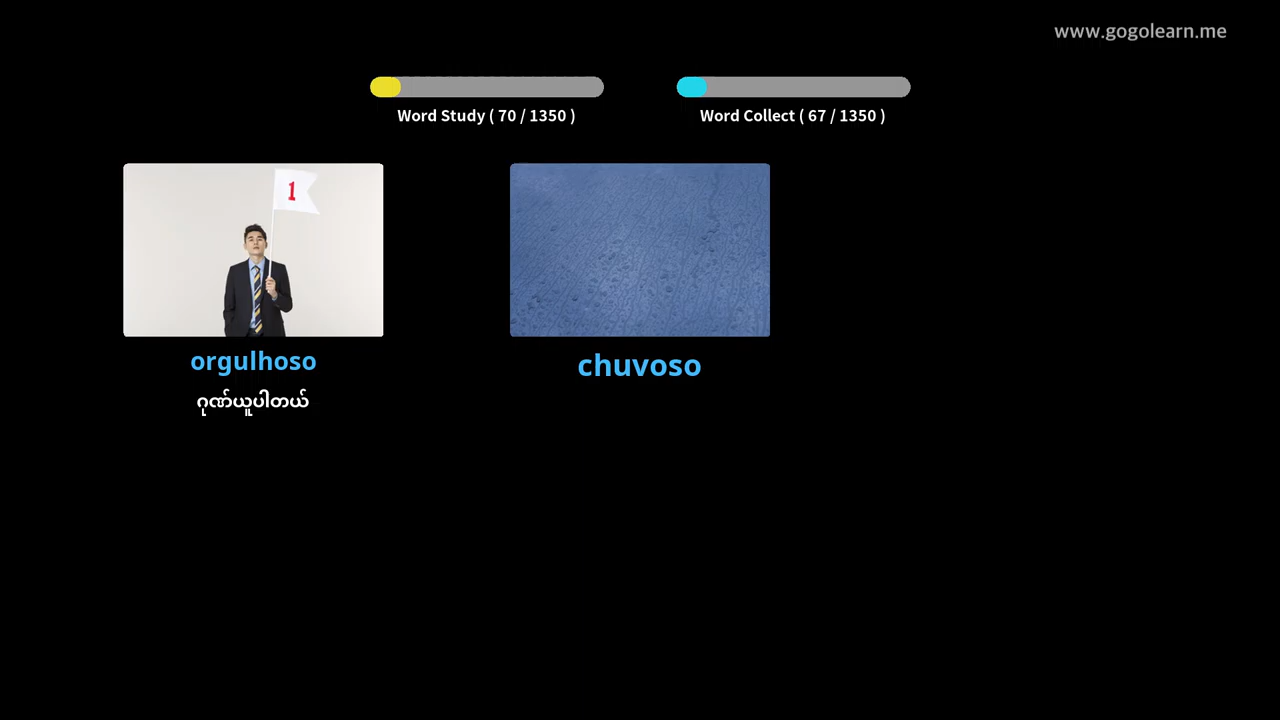 www.gogolearn.me
Word Study ( 70 / 1350 )
Word Collect ( 67 / 1350 )
1
orgulhoso
ဂုဏ်ယူပါတယ်
chuvoso